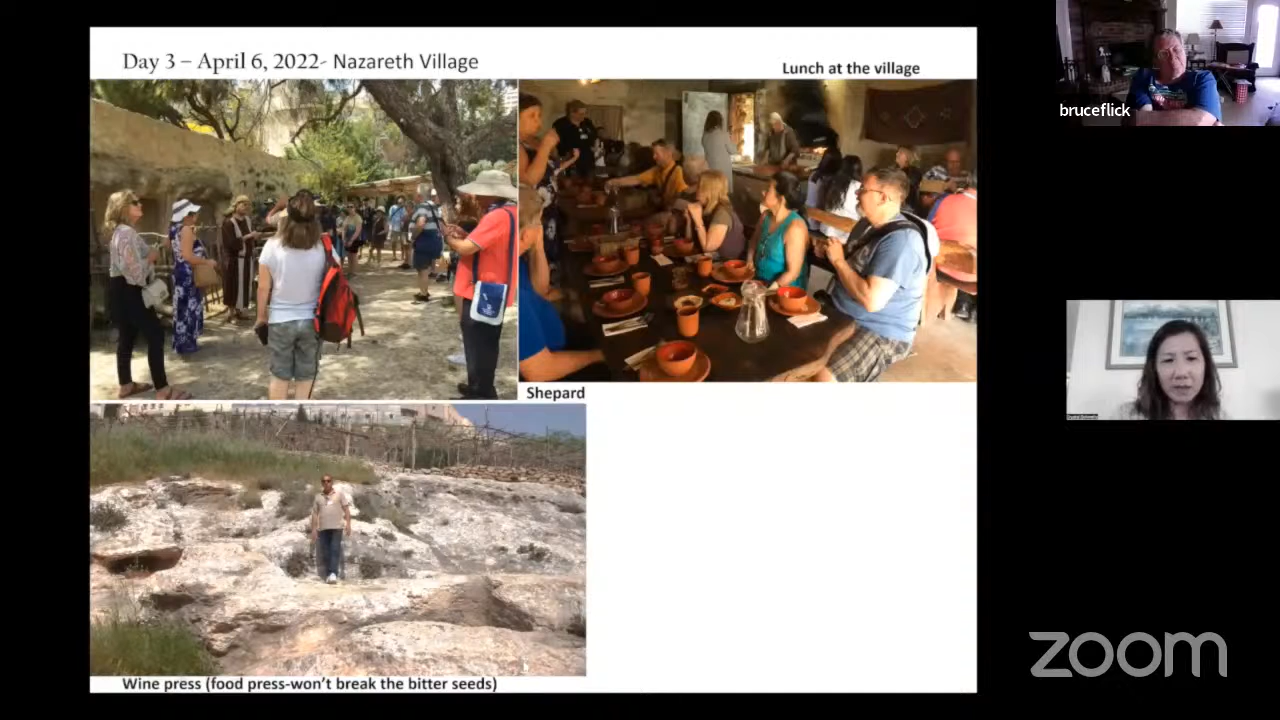 Day 3 – April 6, 2022- Nazareth Village
Lunch at the village
Shepard
Wine press (food press-won't break the bitter seeds)
bruceflick
zoom